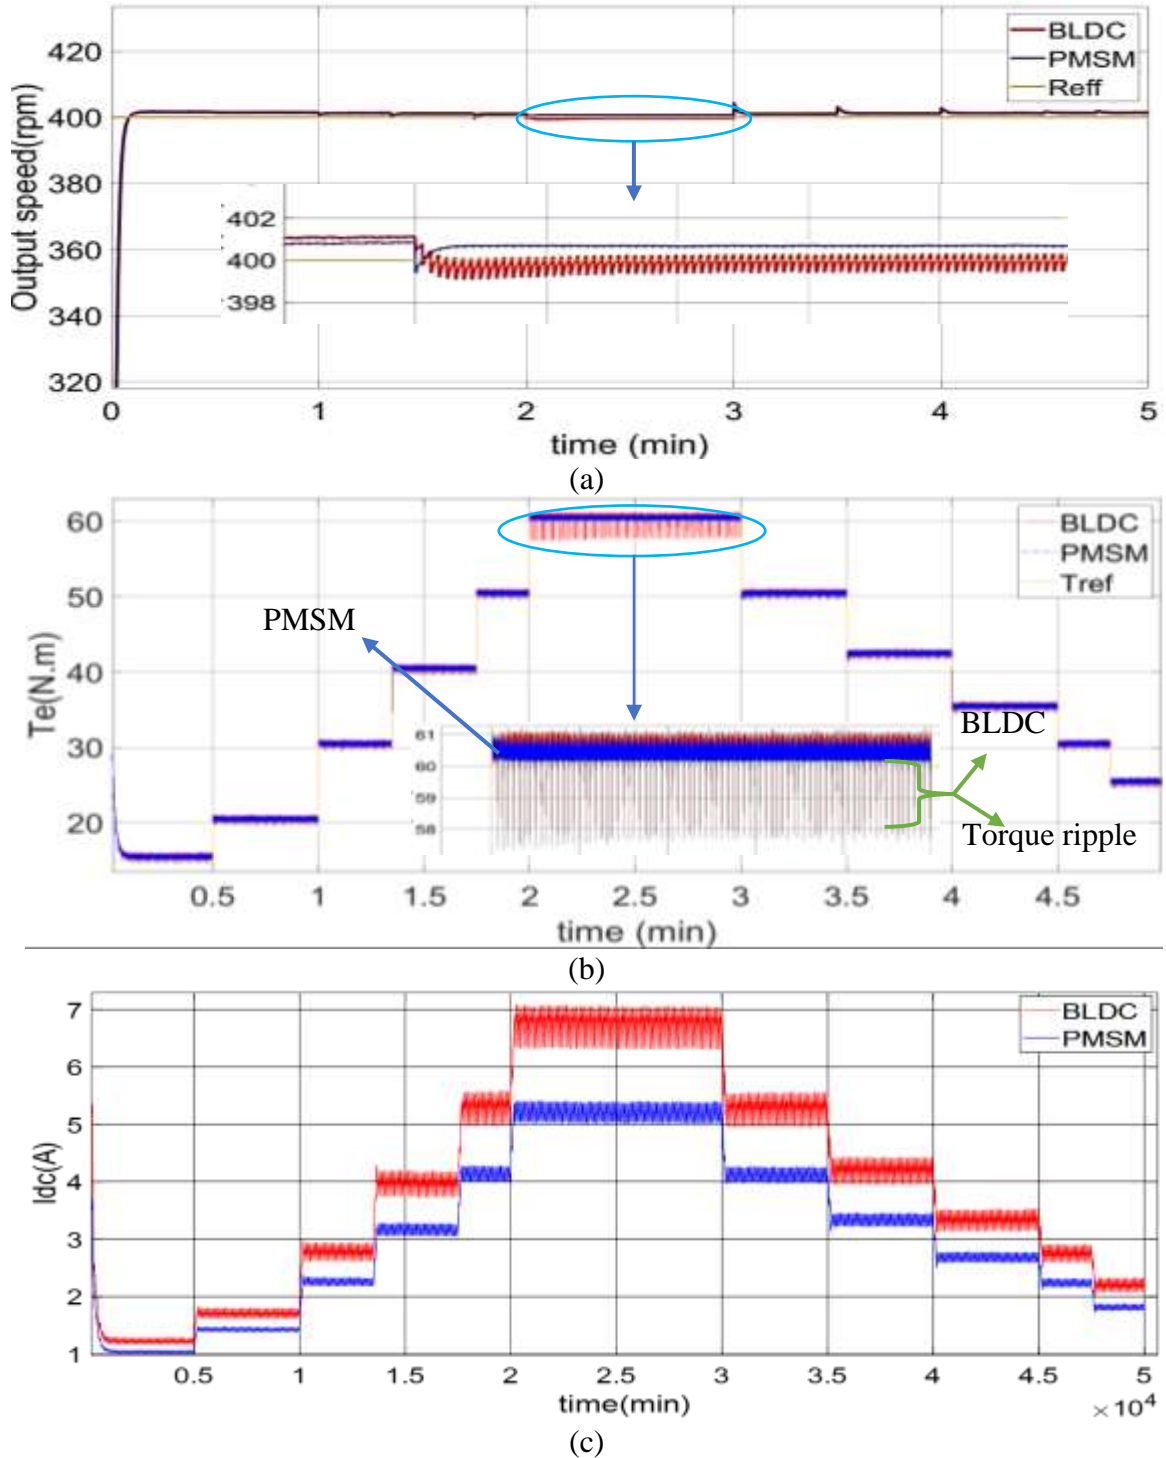 BLDC
PMSM
Reff
420
400
380
360
340
320
Output speed(rpm)
402
400
398
0 1 2 3 4 5
time (min)
(a)
BLDC
PMSM
Tref
60
50
40
30
20
Te(N.m)
PMSM
61
60
59
58
BLDC
Torque ripple
0.5 1 1.5 2 2.5 3 3.5 4 4.5
time (min)
(b)
BLDC
PMSM
7
6
5
4
3
2
1
Idc(A)
0.5 1 1.5 2 2.5 3 3.5 4 4.5 5
time(min)
×10⁴
(c)